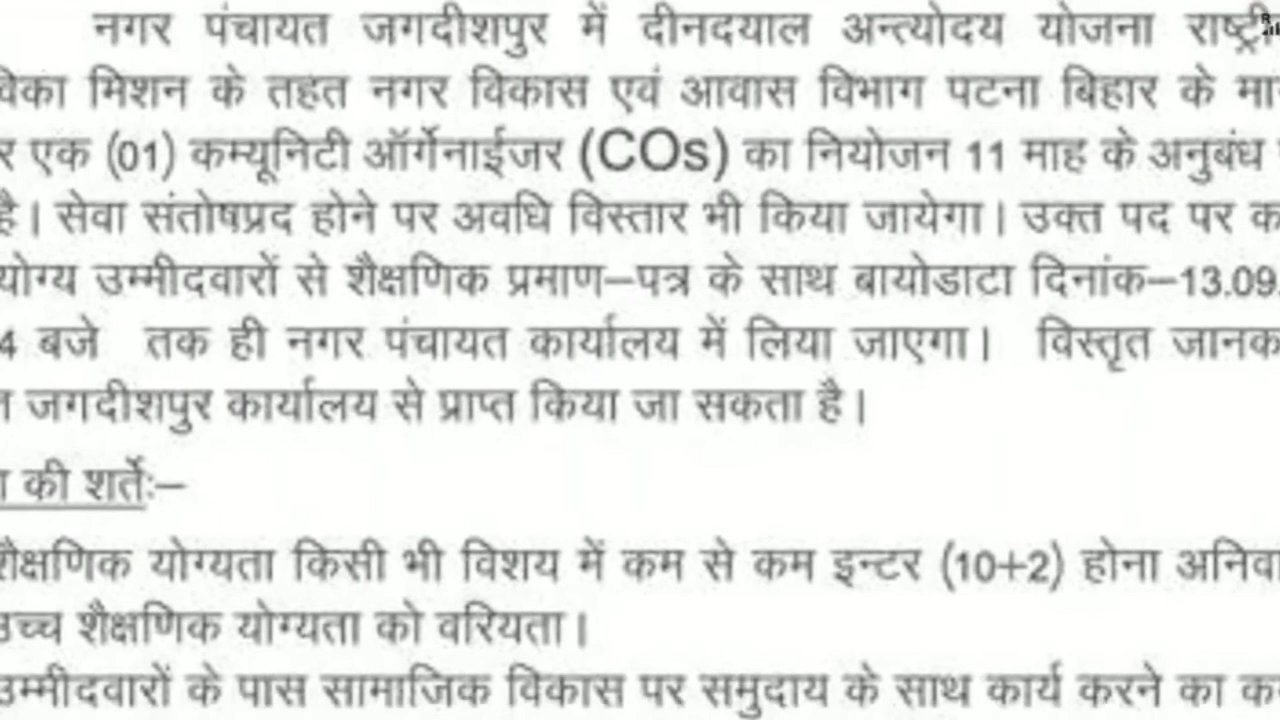 नगर पंचायत जगदीशपुर में दीनदयाल अन्त्योदय योजना
मिशन के तहत नगर विकास एवं आवास विभाग पटना बिहार के
एक (01) कम्यूनिटी ऑर्गेनाईजर (COs) का नियोजन 11 माह के अनुबंध
है। सेवा संतोषप्रद होने पर अवधि विस्तार भी किया जायेगा। उक्त पद पर
योग्य उम्मीदवारों से शैक्षणिक प्रमाण–पत्र के साथ बायोडाटा दिनांक–13.09.
4 बजे तक ही नगर पंचायत कार्यालय में लिया जाएगा। विस्तृत
जगदीशपुर कार्यालय से प्राप्त किया जा सकता है।
की शर्तेः–
शैक्षणिक योग्यता किसी भी विशय में कम से कम इन्टर (10+2) होना
उच्च शैक्षणिक योग्यता को वरियता।
उम्मीदवारों के पास सामाजिक विकास पर समुदाय के साथ कार्य करने का